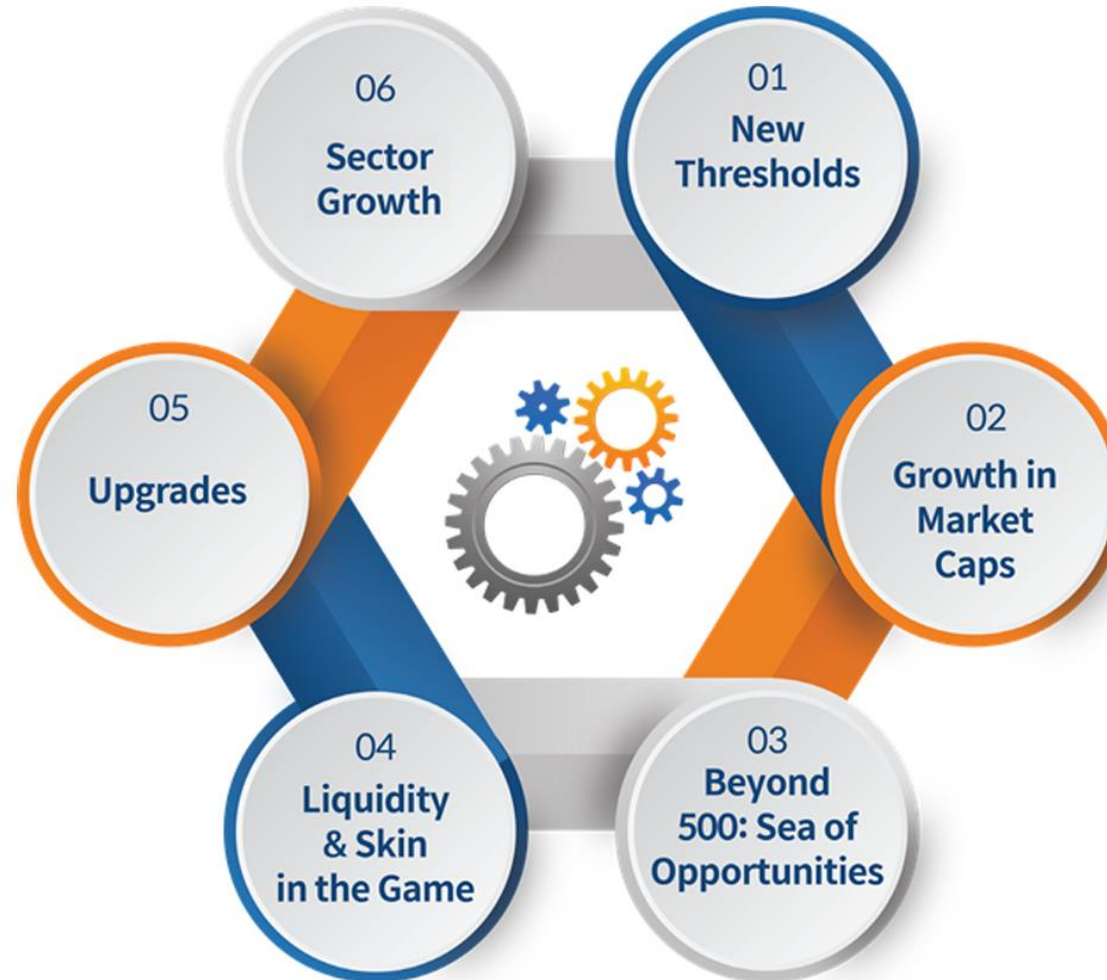 01
New
Thresholds
02
Growth in
Market
Caps
03
Beyond
500: Sea of
Opportunities
04
Liquidity
& Skin
in the Game
05
Upgrades
06
Sector
Growth